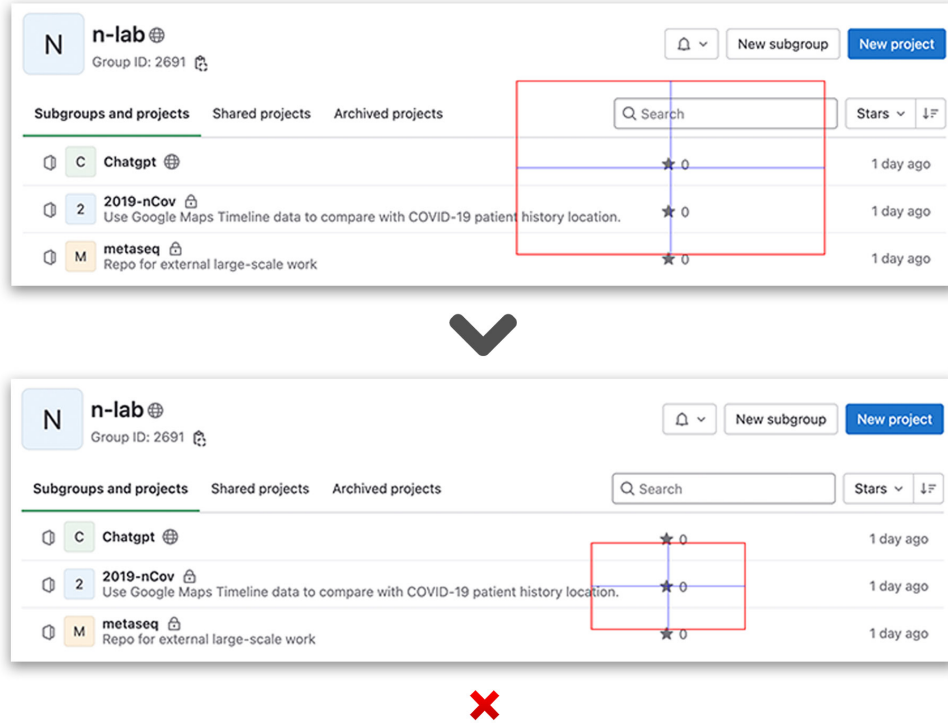 N
n-lab
Group ID: 2691
New subgroup
New project
Subgroups and projects
Shared projects
Archived projects
Search
Stars
C
Chatgpt
0
1 day ago
2
2019-nCov
Use Google Maps Timeline data to compare with COVID-19 patient history location.
0
1 day ago
M
metaseq
Repo for external large-scale work
0
1 day ago
N
n-lab
Group ID: 2691
New subgroup
New project
Subgroups and projects
Shared projects
Archived projects
Search
Stars
C
Chatgpt
0
1 day ago
2
2019-nCov
Use Google Maps Timeline data to compare with COVID-19 patient history location.
0
1 day ago
M
metaseq
Repo for external large-scale work
0
1 day ago